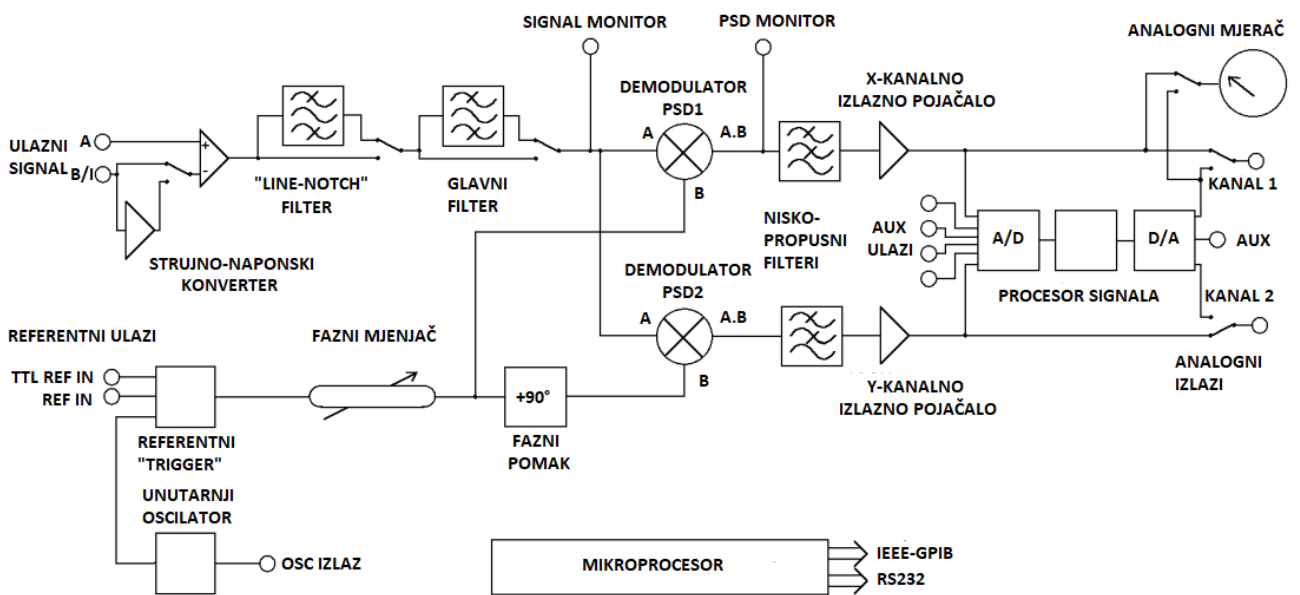 SIGNAL MONITOR
PSD MONITOR
ANALOGNI MJERAČ
DEMODULATOR
PSD1
X-KANALNO
IZLAZNO POJAČALO
ULAZNI
SIGNAL
A
B/I
+
-
"LINE-NOTCH"
FILTER
GLAVNI
FILTER
A
A.B
B
KANAL 1
STRUJNO-NAPONSKI
KONVERTER
NISKO-
PROPUSNI
FILTERI
AUX
ULAZI
A/D
D/A
AUX
PROCESOR SIGNALA
DEMODULATOR
PSD2
A
A.B
B
KANAL 2
ANALOGNI
IZLAZI
Y-KANALNO
IZLAZNO POJAČALO
REFERENTNI ULAZI
FAZNI MJENJAČ
TTL REF IN
REF IN
+90°
REFERENTNI
"TRIGGER"
FAZNI
POMAK
UNUTARNJI
OSCILATOR
OSC IZLAZ
MIKROPROCESOR
IEEE-GPIB
RS232